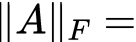 ‖A‖_F =